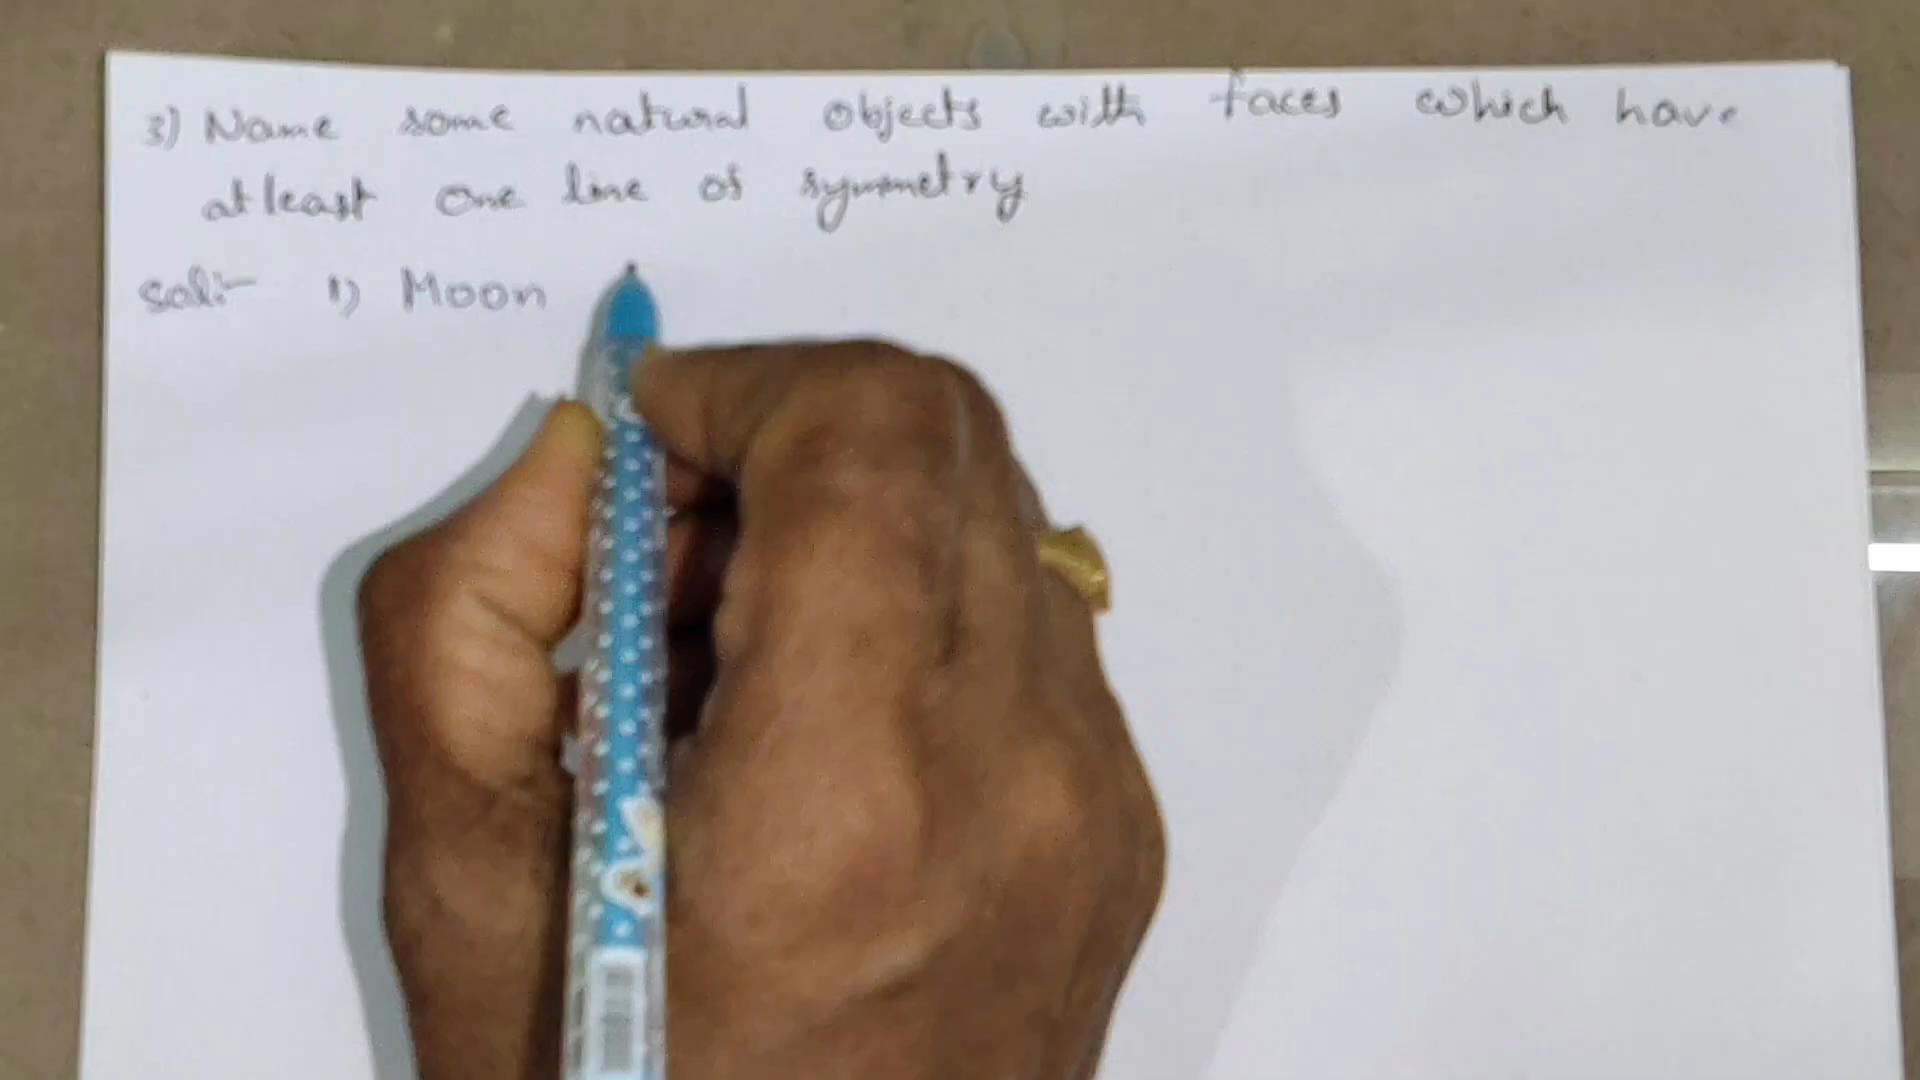 3) Name some natural objects with faces which have
atleast one line of symmetry
sol:- 1) Moon